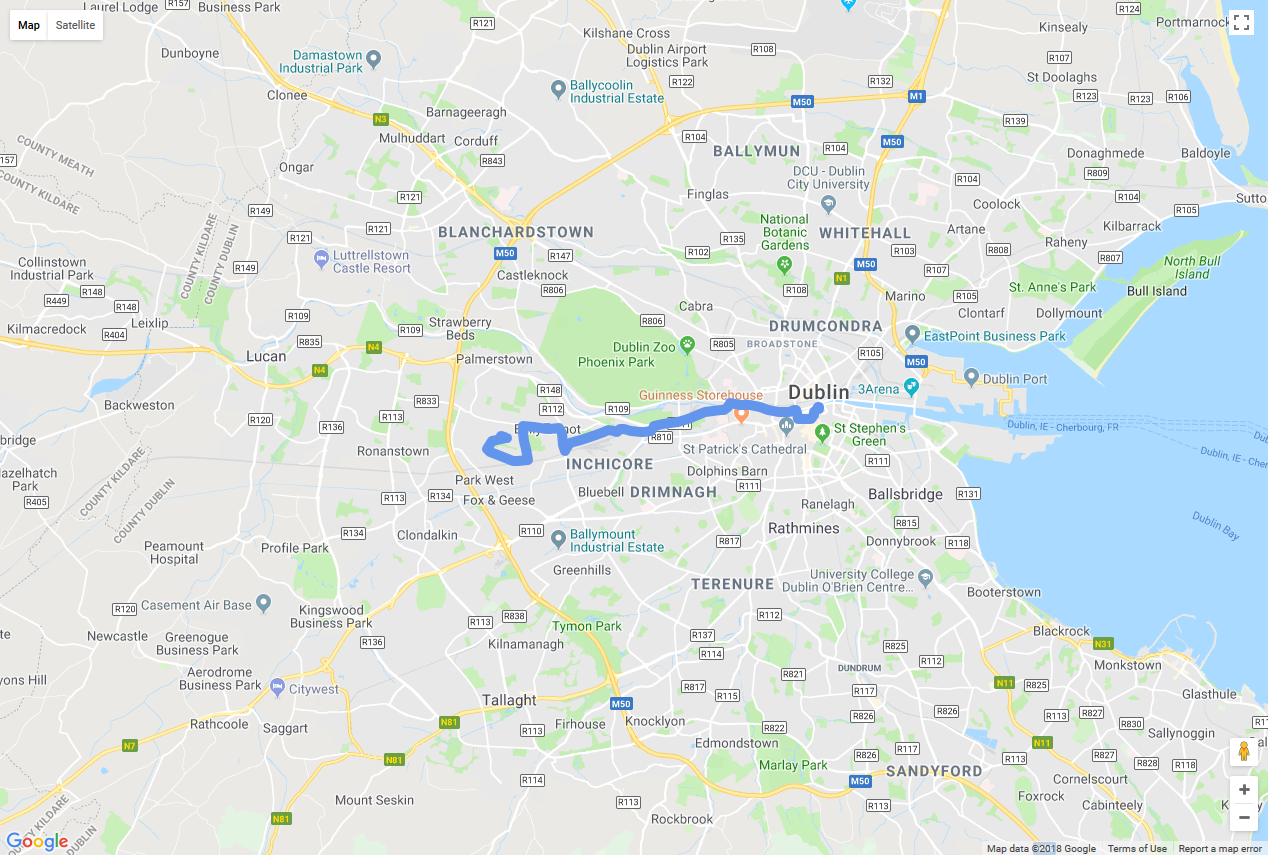 Map
Satellite
Laurel Lodge
R157
Business Park
R121
Kilshane Cross
R124
Portmarnock
Kinsealy
Dunboyne
Damastown
Industrial Park
Dublin Airport
Logistics Park
R108
R107
St Doolaghs
R122
R132
Clonee
Ballycoolin
Industrial Estate
M50
M1
R123
R123
R106
Barnageeragh
N3
R139
Mulhuddart
Corduff
R104
M50
COUNTY MEATH
COUNTY KILDARE
BALLYMUN
R104
Donaghmede
Baldoyle
R843
157
Ongar
DCU - Dublin
City University
R809
R104
R121
Finglas
Coolock
R104
Sutto
R149
R105
National
Botanic
Gardens
Artane
Kilbarrack
R121
R121
BLANCHARDSTOWN
WHITEHALL
R135
Raheny
COUNTY KILDARE
COUNTY DUBLIN
M50
R147
R102
R103
R808
R807
Luttrellstown
Castle Resort
Collinstown
Industrial Park
R149
Castleknock
M50
R107
North Bull
Island
N1
R148
R449
R806
R108
St. Anne's Park
Bull Island
R148
Marino
R105
Cabra
Clontarf
Dollymount
Leixlip
R109
Strawberry
Beds
R806
DRUMCONDRA
Kilmacredock
R404
R109
EastPoint Business Park
R835
N4
Dublin Zoo
R805
BROADSTONE
R105
Lucan
Palmerstown
Phoenix Park
M50
N4
Dublin Port
R148
Guinness Storehouse
Dublin
3Arena
Backweston
R833
R112
R109
R120
R113
R136
Dublin, IE - Cherbourg, FR
St Stephen's
Green
bridge
R810
St Patrick's Cathedral
Ronanstown
Dublin, IE - Cher
R111
INCHICORE
Dolphins Barn
azelhatch
Park
Park West
R111
COUNTY KILDARE
COUNTY DUBLIN
Bluebell
DRIMNAGH
Ballsbridge
R131
R405
R113
R134
Fox & Geese
Ranelagh
R815
Dublin Bay
R134
Clondalkin
R110
Ballymount
Industrial Estate
Rathmines
Donnybrook
Peamount
Hospital
Profile Park
R817
R118
Greenhills
TERENURE
University College
Dublin O'Brien Centre...
Booterstown
R120
Casement Air Base
Kingswood
Business Park
R838
R112
R113
Tymon Park
Blackrock
Newcastle
Greenogue
Business Park
R136
Kilnamanagh
R137
R825
N31
R114
R112
Monkstown
Aerodrome
Business Park
Citywest
DUNDRUM
R821
yons Hill
R817
R115
R117
N11
R825
Glasthule
Tallaght
M50
Rathcoole
Saggart
N81
R826
R826
R113
R827
Firhouse
Knocklyon
R822
R830
R113
Sallynoggin
N7
Edmondstown
R117
N11
R826
R113
R827
R828
R118
N81
Marlay Park
SANDYFORD
R114
M50
Cornelscourt
Mount Seskin
R113
R113
Foxrock
Cabinteely
Rockbrook
N81
COUNTY KILDARE
COUNTY DUBLIN
Google
Map data ©2018 Google
Terms of Use
Report a map error